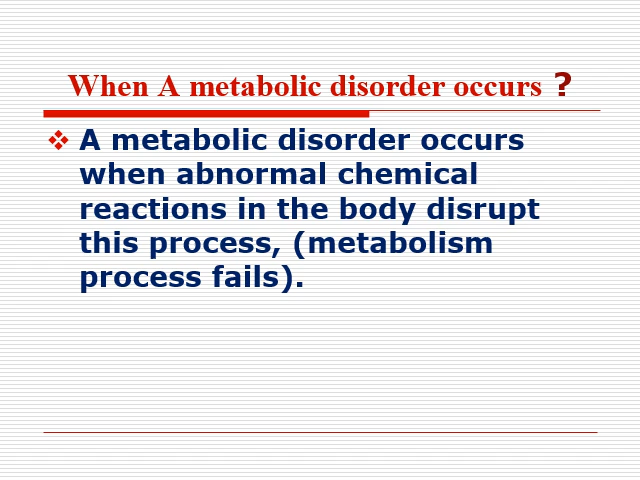 When A metabolic disorder occurs ?
A metabolic disorder occurs
when abnormal chemical
reactions in the body disrupt
this process, (metabolism
process fails).